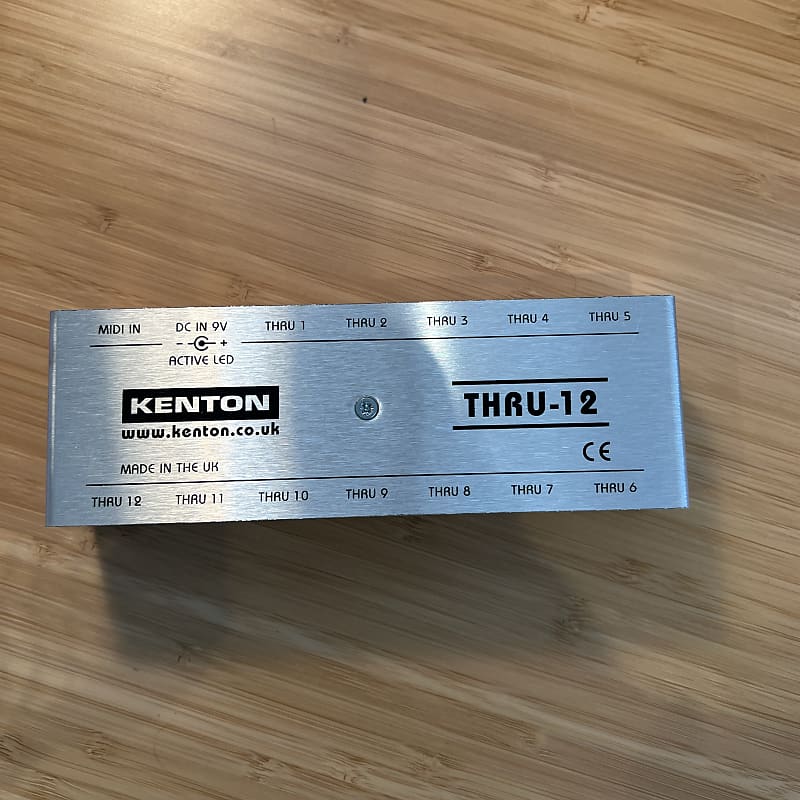 MIDI IN DC IN 9V THRU 1 THRU 2 THRU 3 THRU 4 THRU 5
- +
ACTIVE LED
KENTON
www.kenton.co.uk
THRU-12
CE
MADE IN THE UK
THRU 12 THRU 11 THRU 10 THRU 9 THRU 8 THRU 7 THRU 6